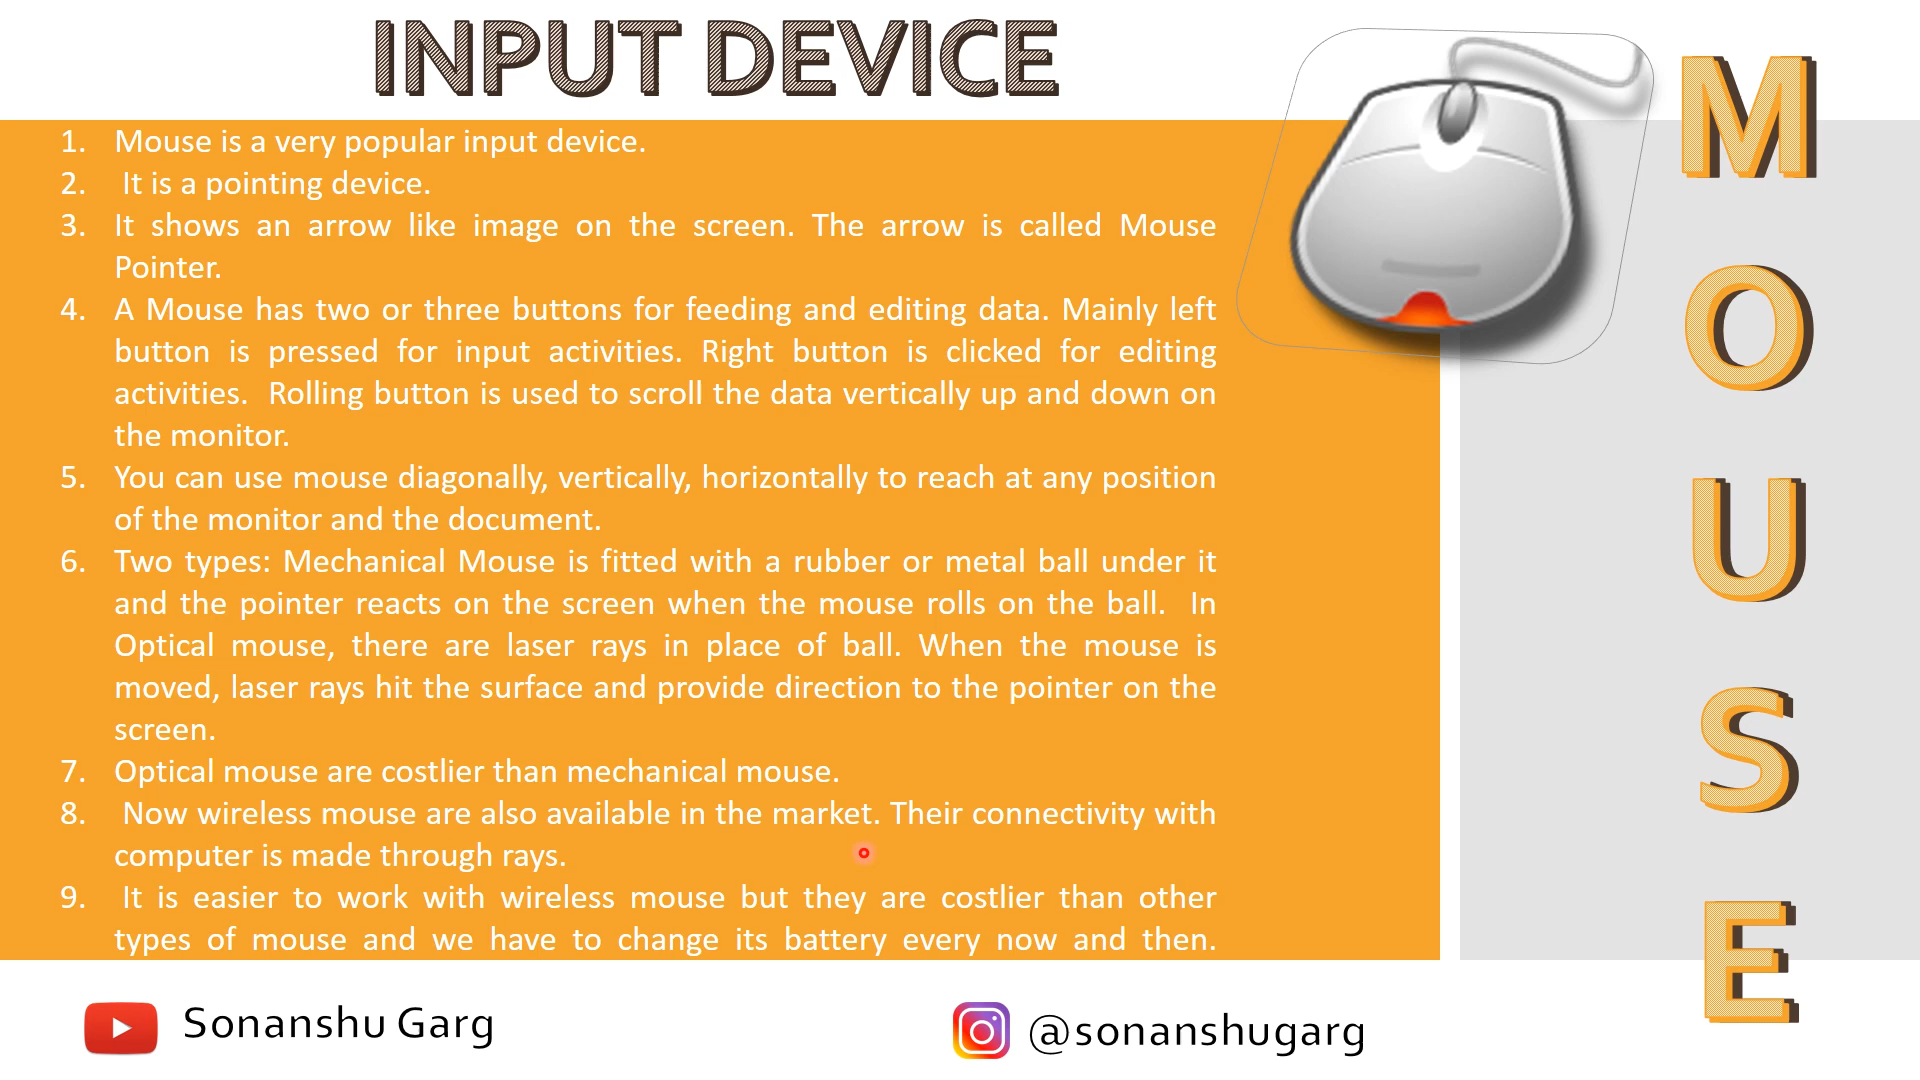 INPUT DEVICE
1. Mouse is a very popular input device.
2. It is a pointing device.
3. It shows an arrow like image on the screen. The arrow is called Mouse
Pointer.
4. A Mouse has two or three buttons for feeding and editing data. Mainly left
button is pressed for input activities. Right button is clicked for editing
activities. Rolling button is used to scroll the data vertically up and down on
the monitor.
5. You can use mouse diagonally, vertically, horizontally to reach at any position
of the monitor and the document.
6. Two types: Mechanical Mouse is fitted with a rubber or metal ball under it
and the pointer reacts on the screen when the mouse rolls on the ball. In
Optical mouse, there are laser rays in place of ball. When the mouse is
moved, laser rays hit the surface and provide direction to the pointer on the
screen.
7. Optical mouse are costlier than mechanical mouse.
8. Now wireless mouse are also available in the market. Their connectivity with
computer is made through rays.
9. It is easier to work with wireless mouse but they are costlier than other
types of mouse and we have to change its battery every now and then.
M
O
U
S
E
Sonanshu Garg
@sonanshugarg